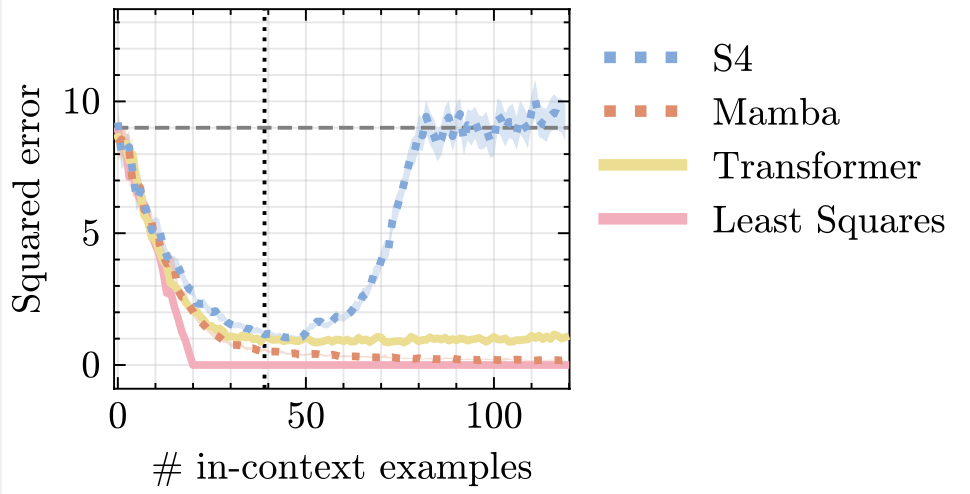 10
5
0
0
50
100
Squared error
# in-context examples
S4
Mamba
Transformer
Least Squares